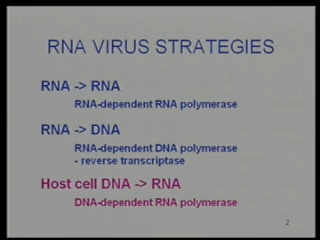 RNA VIRUS STRATEGIES
RNA -> RNA
RNA-dependent RNA polymerase
RNA -> DNA
RNA-dependent DNA polymerase
- reverse transcriptase
Host cell DNA -> RNA
DNA-dependent RNA polymerase
2